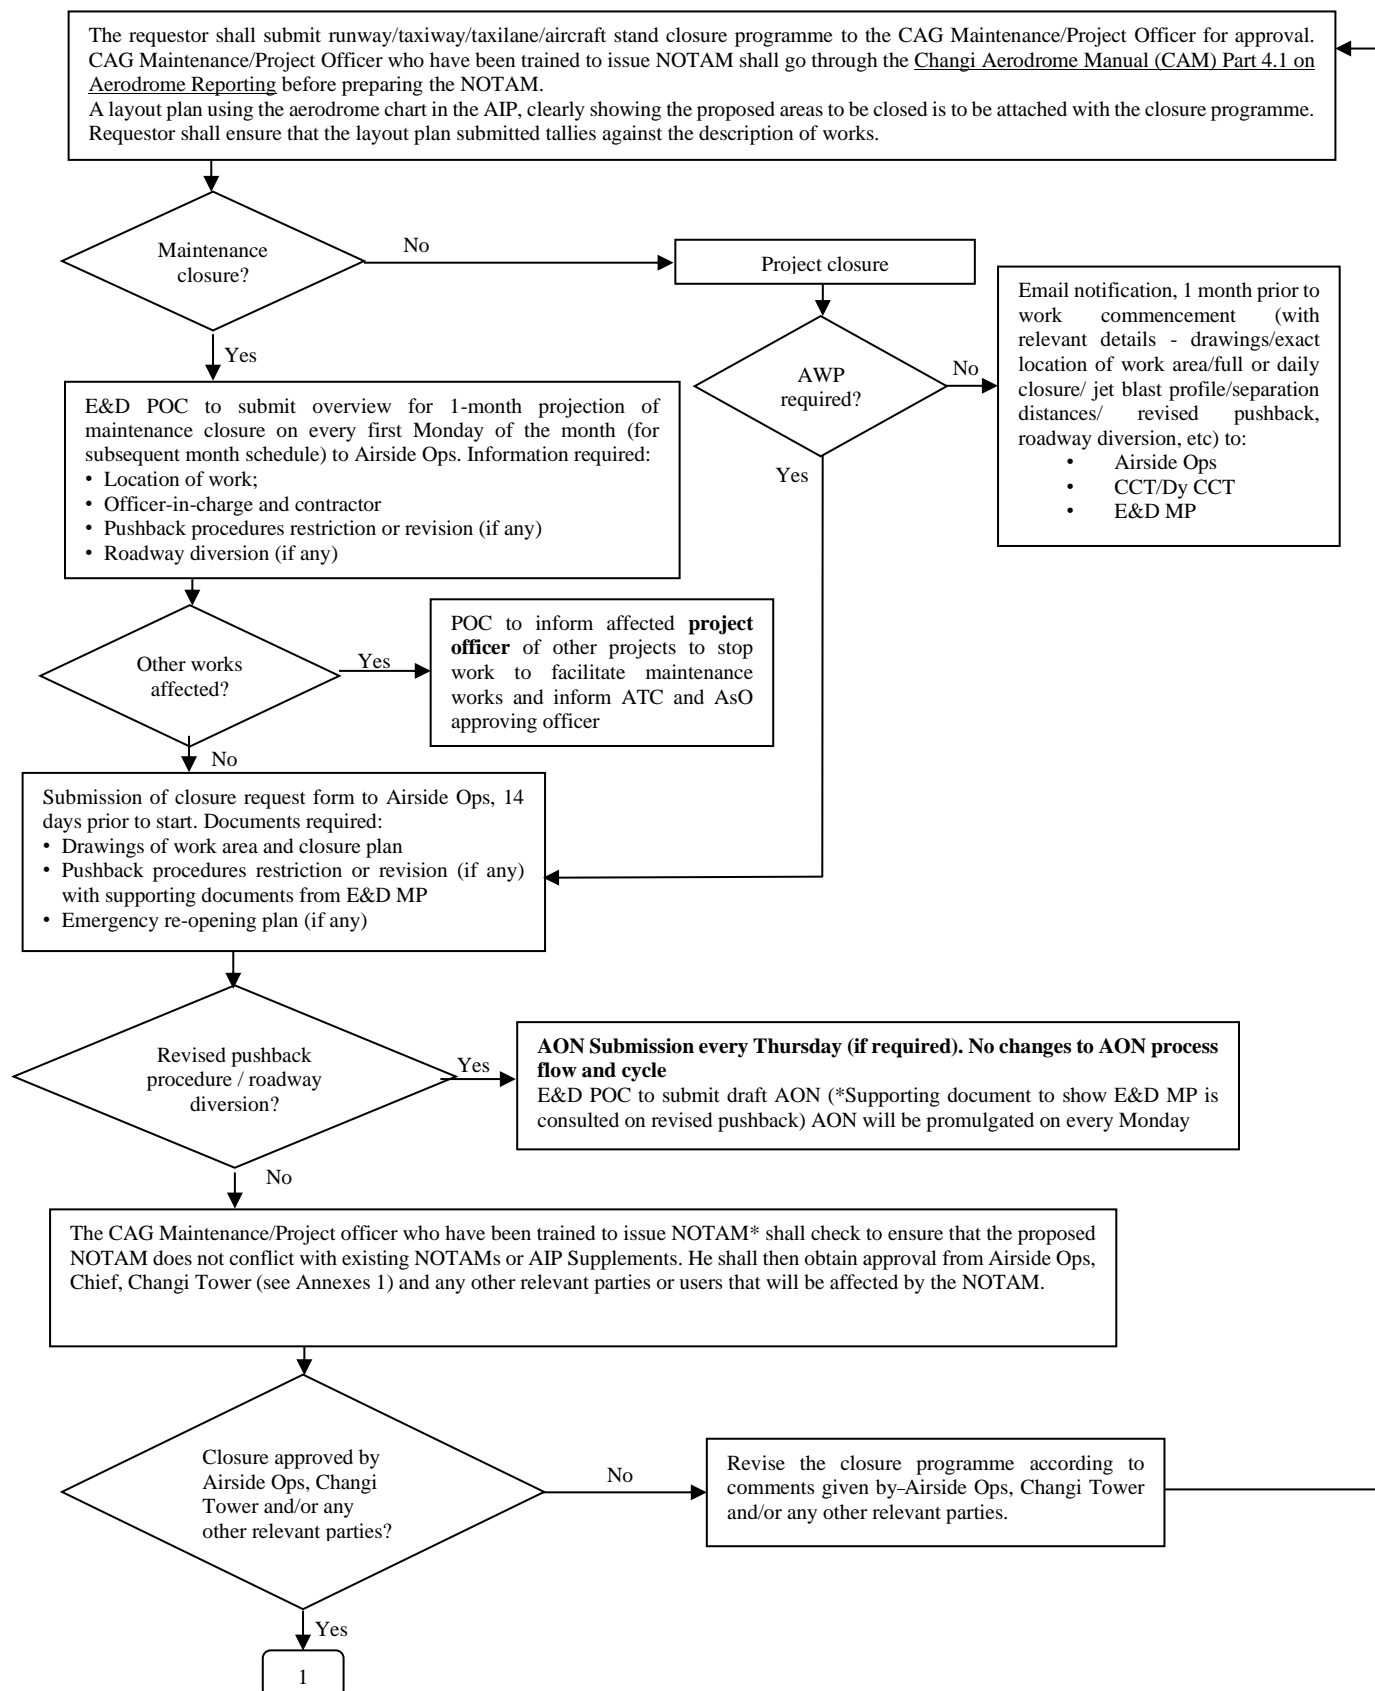 The requestor shall submit runway/taxiway/taxilane/aircraft stand closure programme to the CAG Maintenance/Project Officer for approval.
CAG Maintenance/Project Officer who have been trained to issue NOTAM shall go through the Changi Aerodrome Manual (CAM) Part 4.1 on
Aerodrome Reporting before preparing the NOTAM.
A layout plan using the aerodrome chart in the AIP, clearly showing the proposed areas to be closed is to be attached with the closure programme.
Requestor shall ensure that the layout plan submitted tallies against the description of works.
Maintenance
closure?
No
Project closure
Yes
AWP
required?
No
Yes
Email notification, 1 month prior to
work commencement (with
relevant details - drawings/exact
location of work area/full or daily
closure/ jet blast profile/separation
distances/ revised pushback,
roadway diversion, etc) to:
• Airside Ops
• CCT/Dy CCT
• E&D MP
E&D POC to submit overview for 1-month projection of
maintenance closure on every first Monday of the month (for
subsequent month schedule) to Airside Ops. Information required:
• Location of work;
• Officer-in-charge and contractor
• Pushback procedures restriction or revision (if any)
• Roadway diversion (if any)
Other works
affected?
Yes
POC to inform affected project
officer of other projects to stop
work to facilitate maintenance
works and inform ATC and AsO
approving officer
No
Submission of closure request form to Airside Ops, 14
days prior to start. Documents required:
• Drawings of work area and closure plan
• Pushback procedures restriction or revision (if any)
with supporting documents from E&D MP
• Emergency re-opening plan (if any)
Revised pushback
procedure / roadway
diversion?
Yes
AON Submission every Thursday (if required). No changes to AON process
flow and cycle
E&D POC to submit draft AON (*Supporting document to show E&D MP is
consulted on revised pushback) AON will be promulgated on every Monday
No
The CAG Maintenance/Project officer who have been trained to issue NOTAM* shall check to ensure that the proposed
NOTAM does not conflict with existing NOTAMs or AIP Supplements. He shall then obtain approval from Airside Ops,
Chief, Changi Tower (see Annexes 1) and any other relevant parties or users that will be affected by the NOTAM.
Closure approved by
Airside Ops, Changi
Tower and/or any
other relevant parties?
No
Revise the closure programme according to
comments given by Airside Ops, Changi Tower
and/or any other relevant parties.
Yes
1